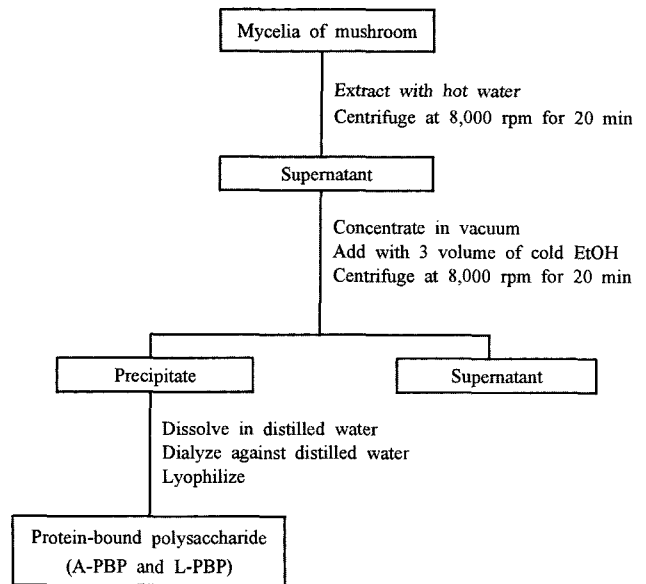 Mycelia of mushroom
Extract with hot water
Centrifuge at 8,000 rpm for 20 min
Supernatant
Concentrate in vacuum
Add with 3 volume of cold EtOH
Centrifuge at 8,000 rpm for 20 min
Precipitate
Supernatant
Dissolve in distilled water
Dialyze against distilled water
Lyophilize
Protein-bound polysaccharide
(A-PBP and L-PBP)